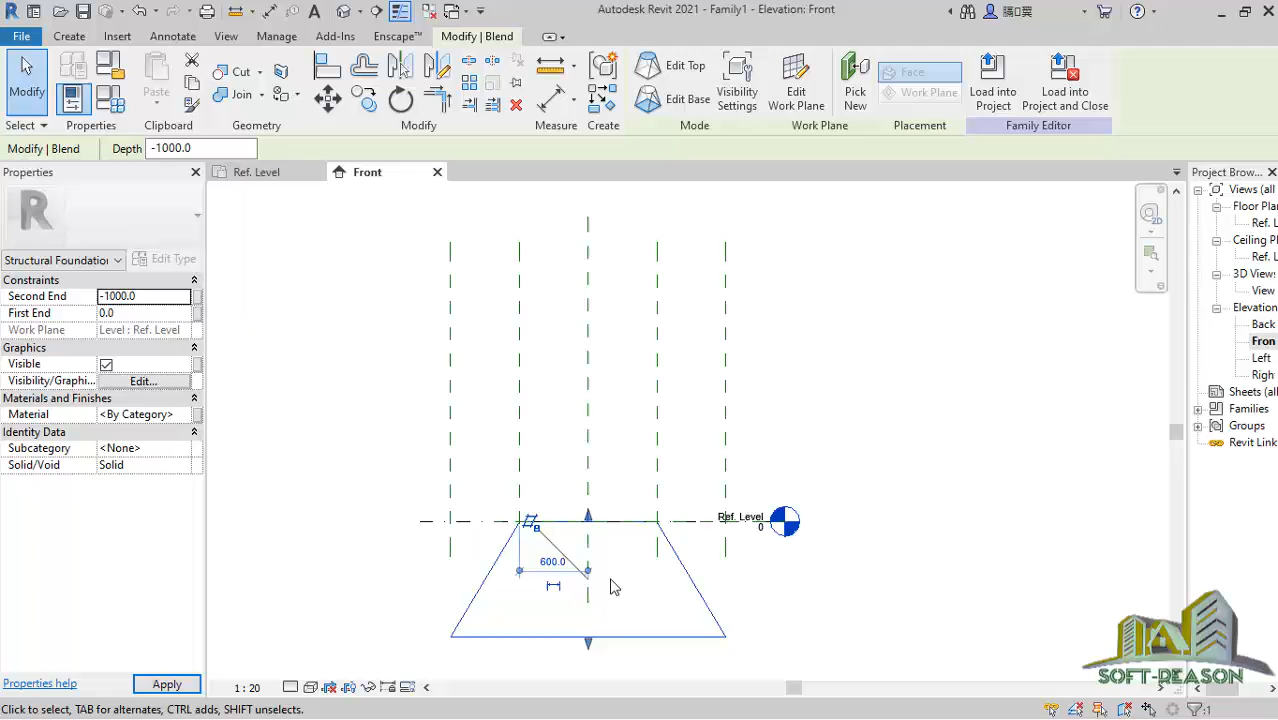 Autodesk Revit 2021 - Family1 - Elevation: Front
File Create Insert Annotate View Manage Add-Ins Enscape™ Modify | Blend
Modify
Paste
Cut
Join
Edit Top
Edit Base
Visibility
Settings
Edit
Work Plane
Pick
New
Face
Work Plane
Load into
Project
Load into
Project and Close
Select Properties Clipboard Geometry Modify Measure Create Mode Work Plane Placement Family Editor
Modify | Blend Depth -1000.0
Properties
Ref. Level
Front
Project Brow...
R
Structural Foundation
Edit Type
Constraints
Second End -1000.0
First End 0.0
Work Plane Level : Ref. Level
Graphics
Visible
Visibility/Graphi... Edit...
Materials and Finishes
Material <By Category>
Identity Data
Subcategory <None>
Solid/Void Solid
Properties help
Apply
2D
Views (all
Floor Plan
Ref. L
Ceiling P
Ref. L
3D Views
View
Elevation
Back
Fron
Left
Right
Sheets (all
Families
Groups
Revit Link
Ref. Level
0
600.0
SOFT-REASON
1 : 20
Click to select, TAB for alternates, CTRL adds, SHIFT unselects.
:1